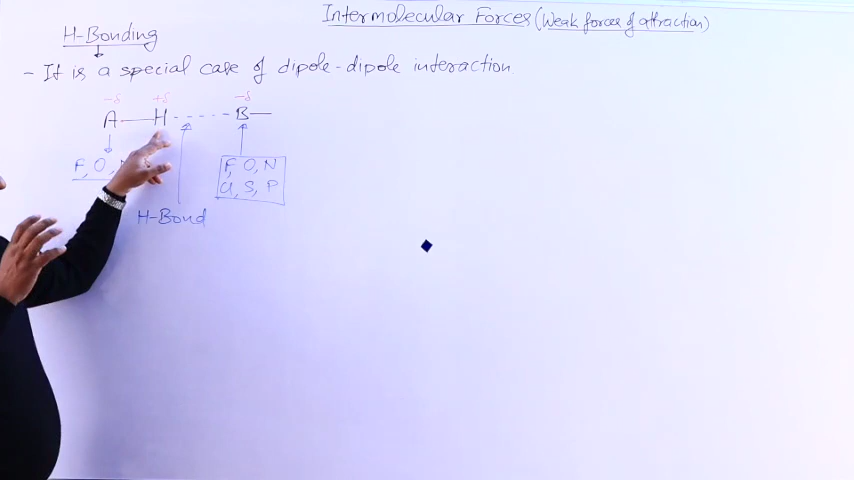 Intermolecular Forces (Weak forces of attraction)
H-Bonding
- It is a special case of dipole-dipole interaction.
-δ +δ -δ
A—H- - - - - -B—
F, O, N F, O, N
Cl, S, P
H-Bond